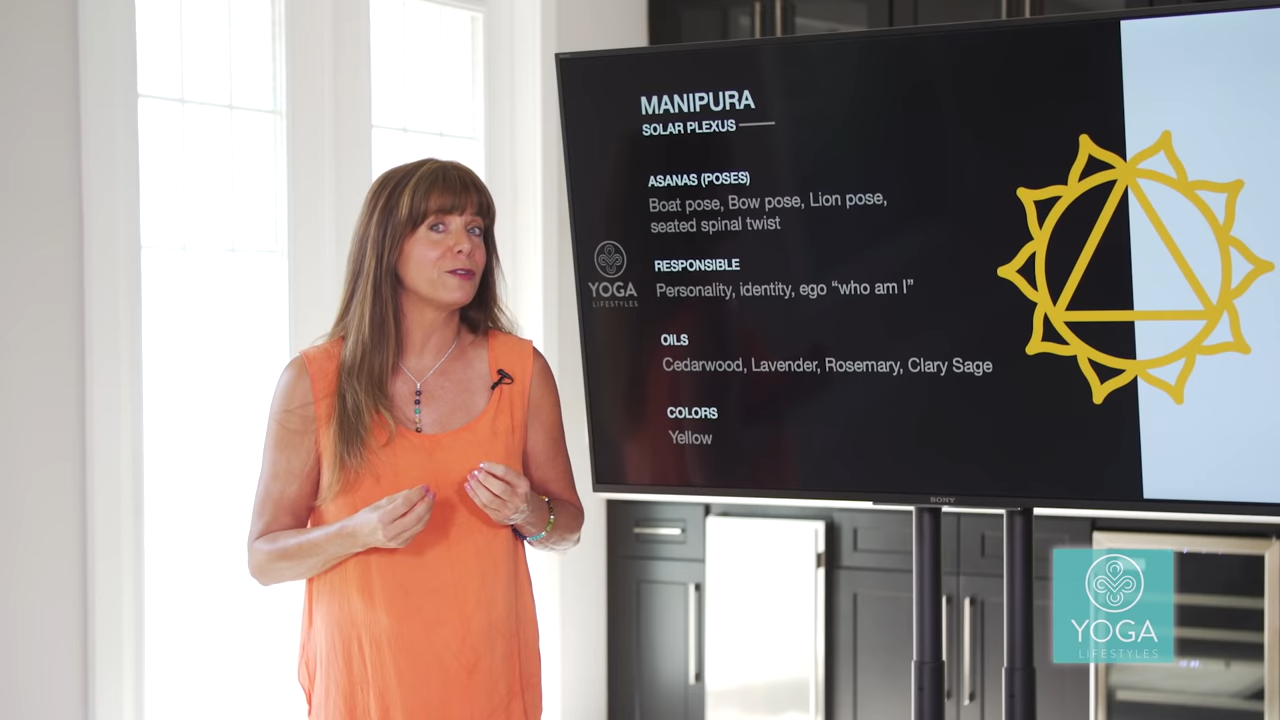 MANIPURA
SOLAR PLEXUS
ASANAS (POSES)
Boat pose, Bow pose, Lion pose,
seated spinal twist
RESPONSIBLE
Personality, identity, ego “who am I”
OILS
Cedarwood, Lavender, Rosemary, Clary Sage
COLORS
Yellow
YOGA
LIFESTYLES
SONY
YOGA
LIFESTYLES